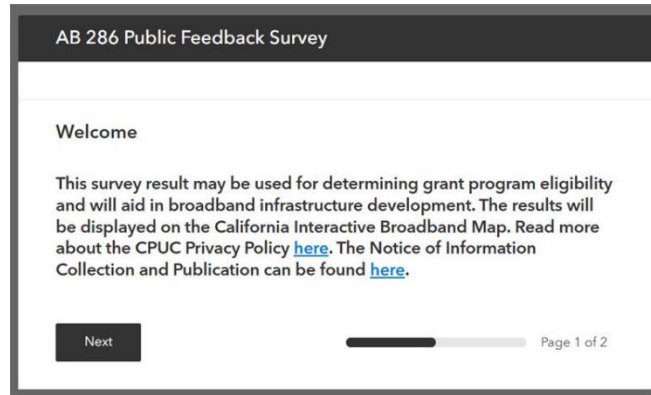 AB 286 Public Feedback Survey
Welcome
This survey result may be used for determining grant program eligibility
and will aid in broadband infrastructure development. The results will
be displayed on the California Interactive Broadband Map. Read more
about the CPUC Privacy Policy here. The Notice of Information
Collection and Publication can be found here.
Next
Page 1 of 2